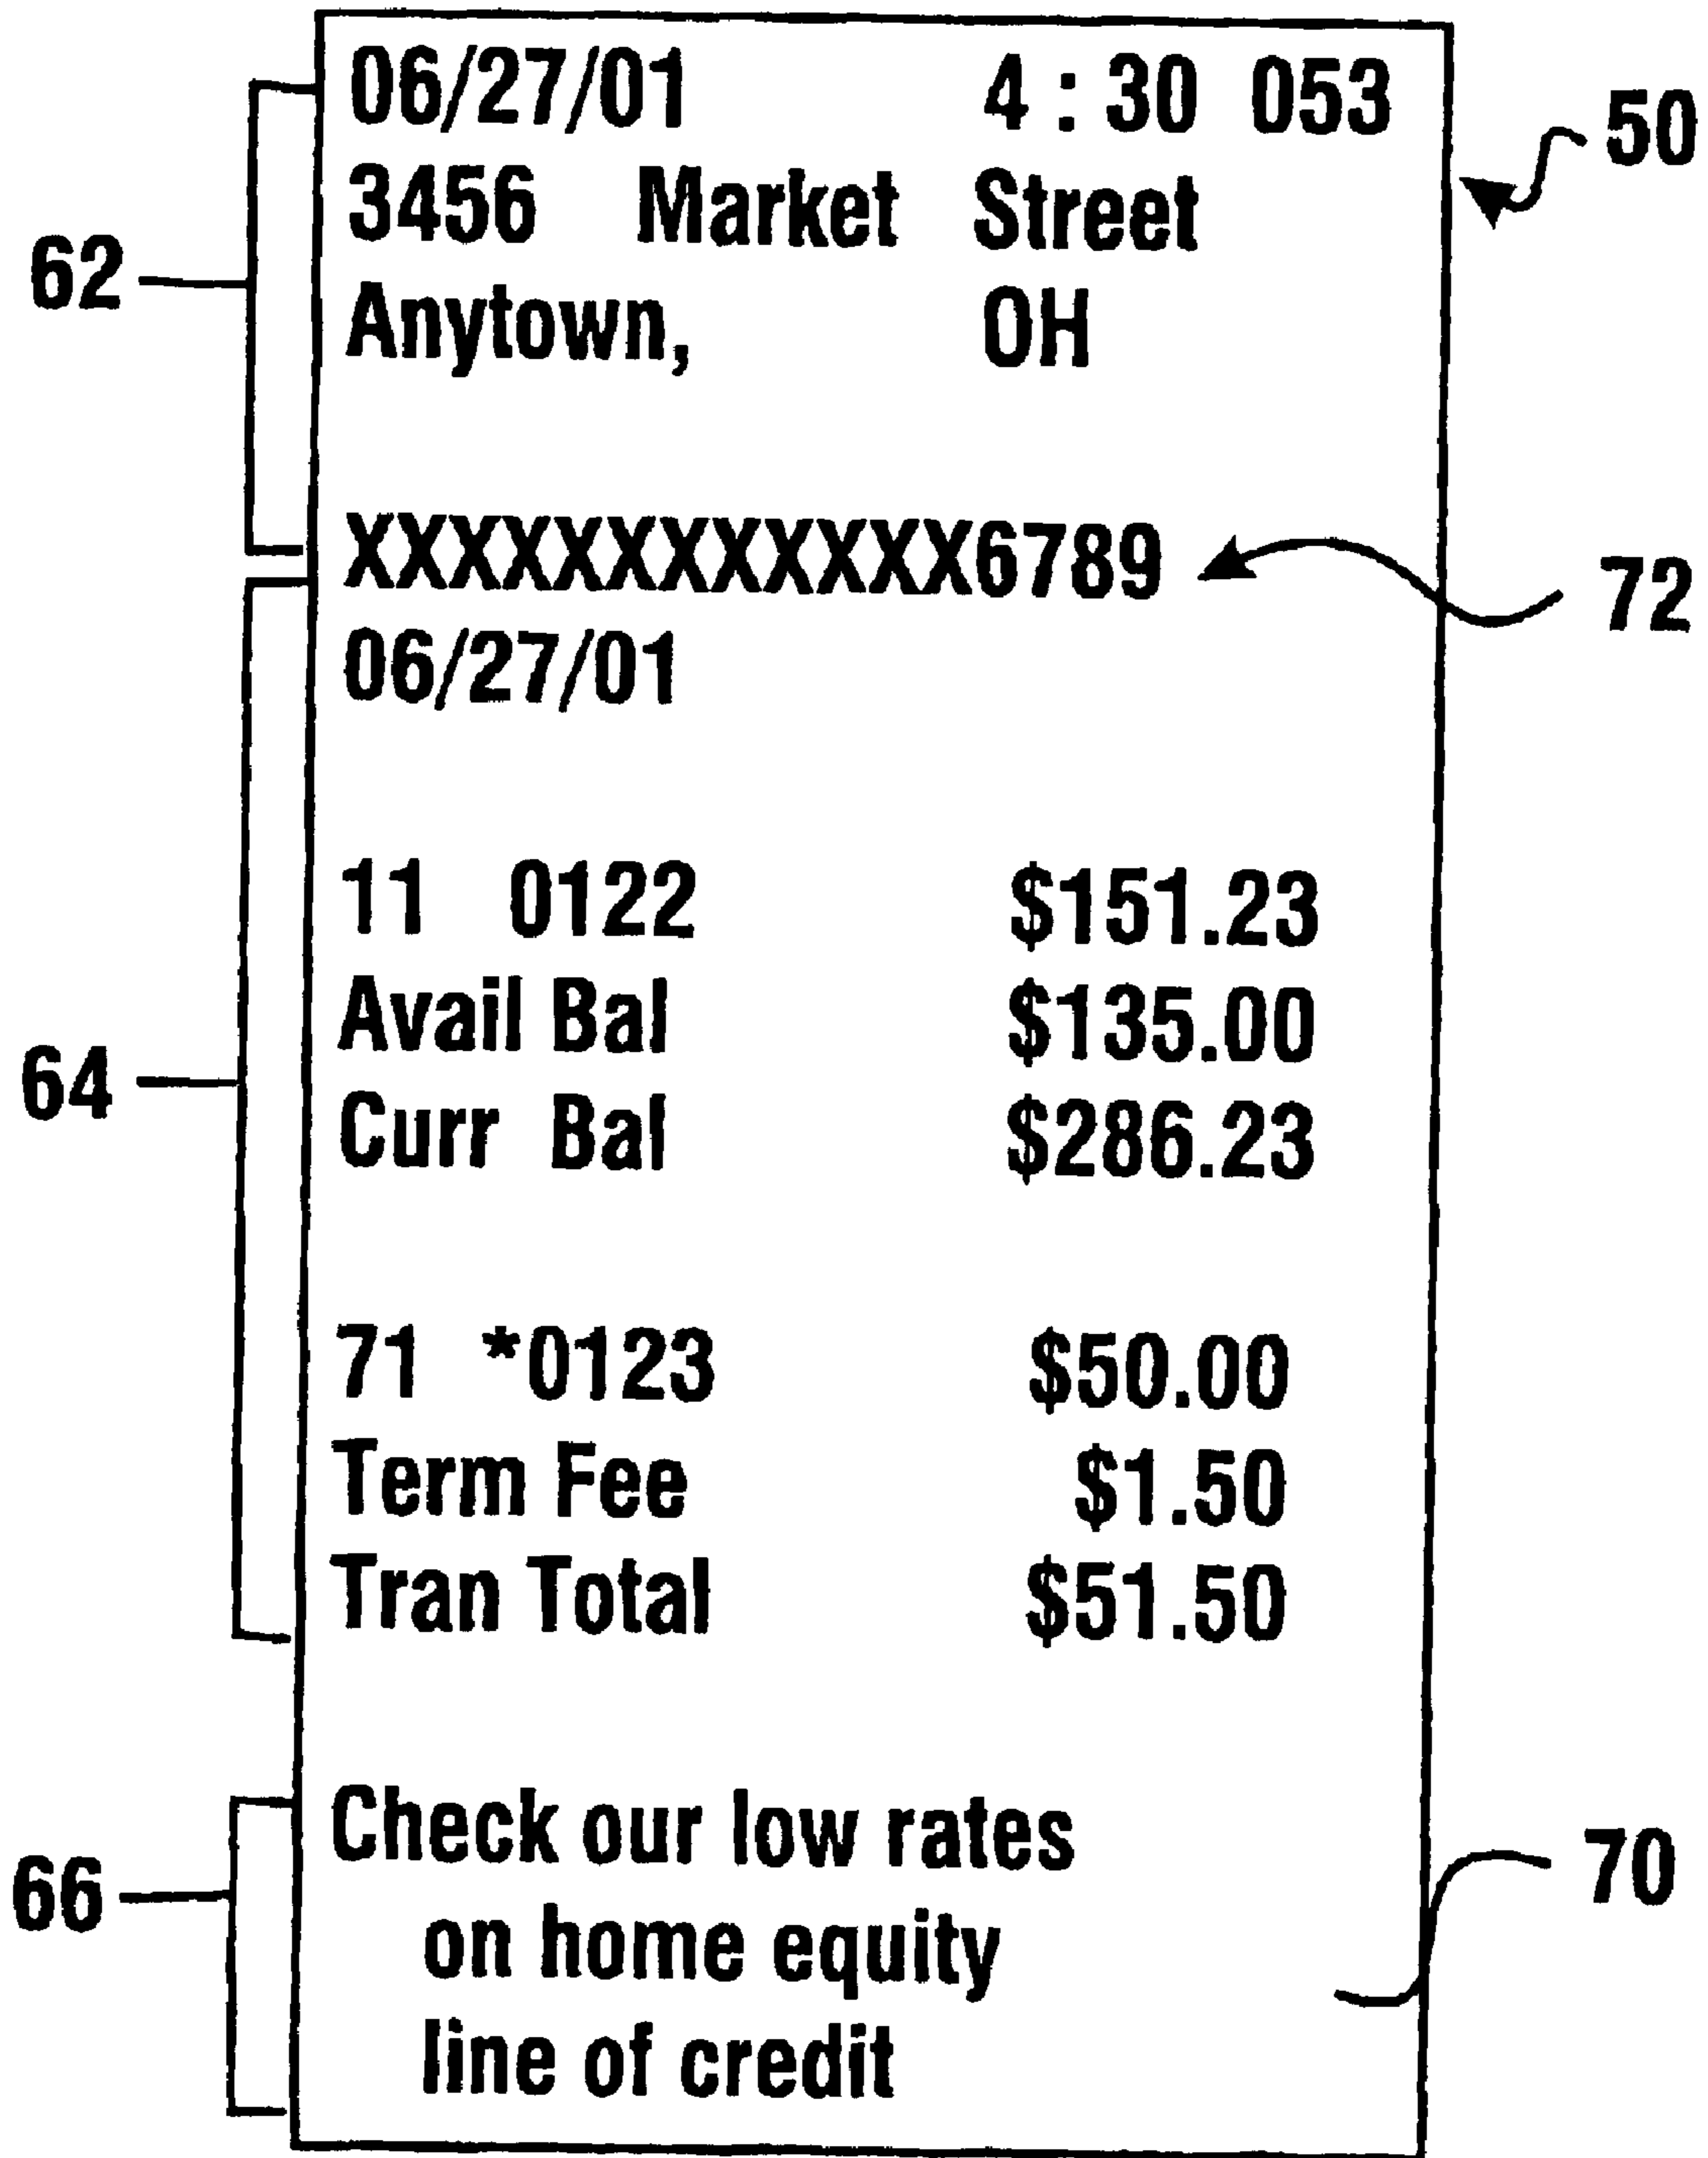 06/27/01 4 : 30 053
50
3456 Market Street
62
Anytown, OH
XXXXXXXXXXXX6789
72
06/27/01
11 0122 $151.23
Avail Bal $135.00
64
Curr Bal $286.23
71 *0123 $50.00
Term Fee $1.50
Tran Total $51.50
Check our low rates
70
66
on home equity
line of credit